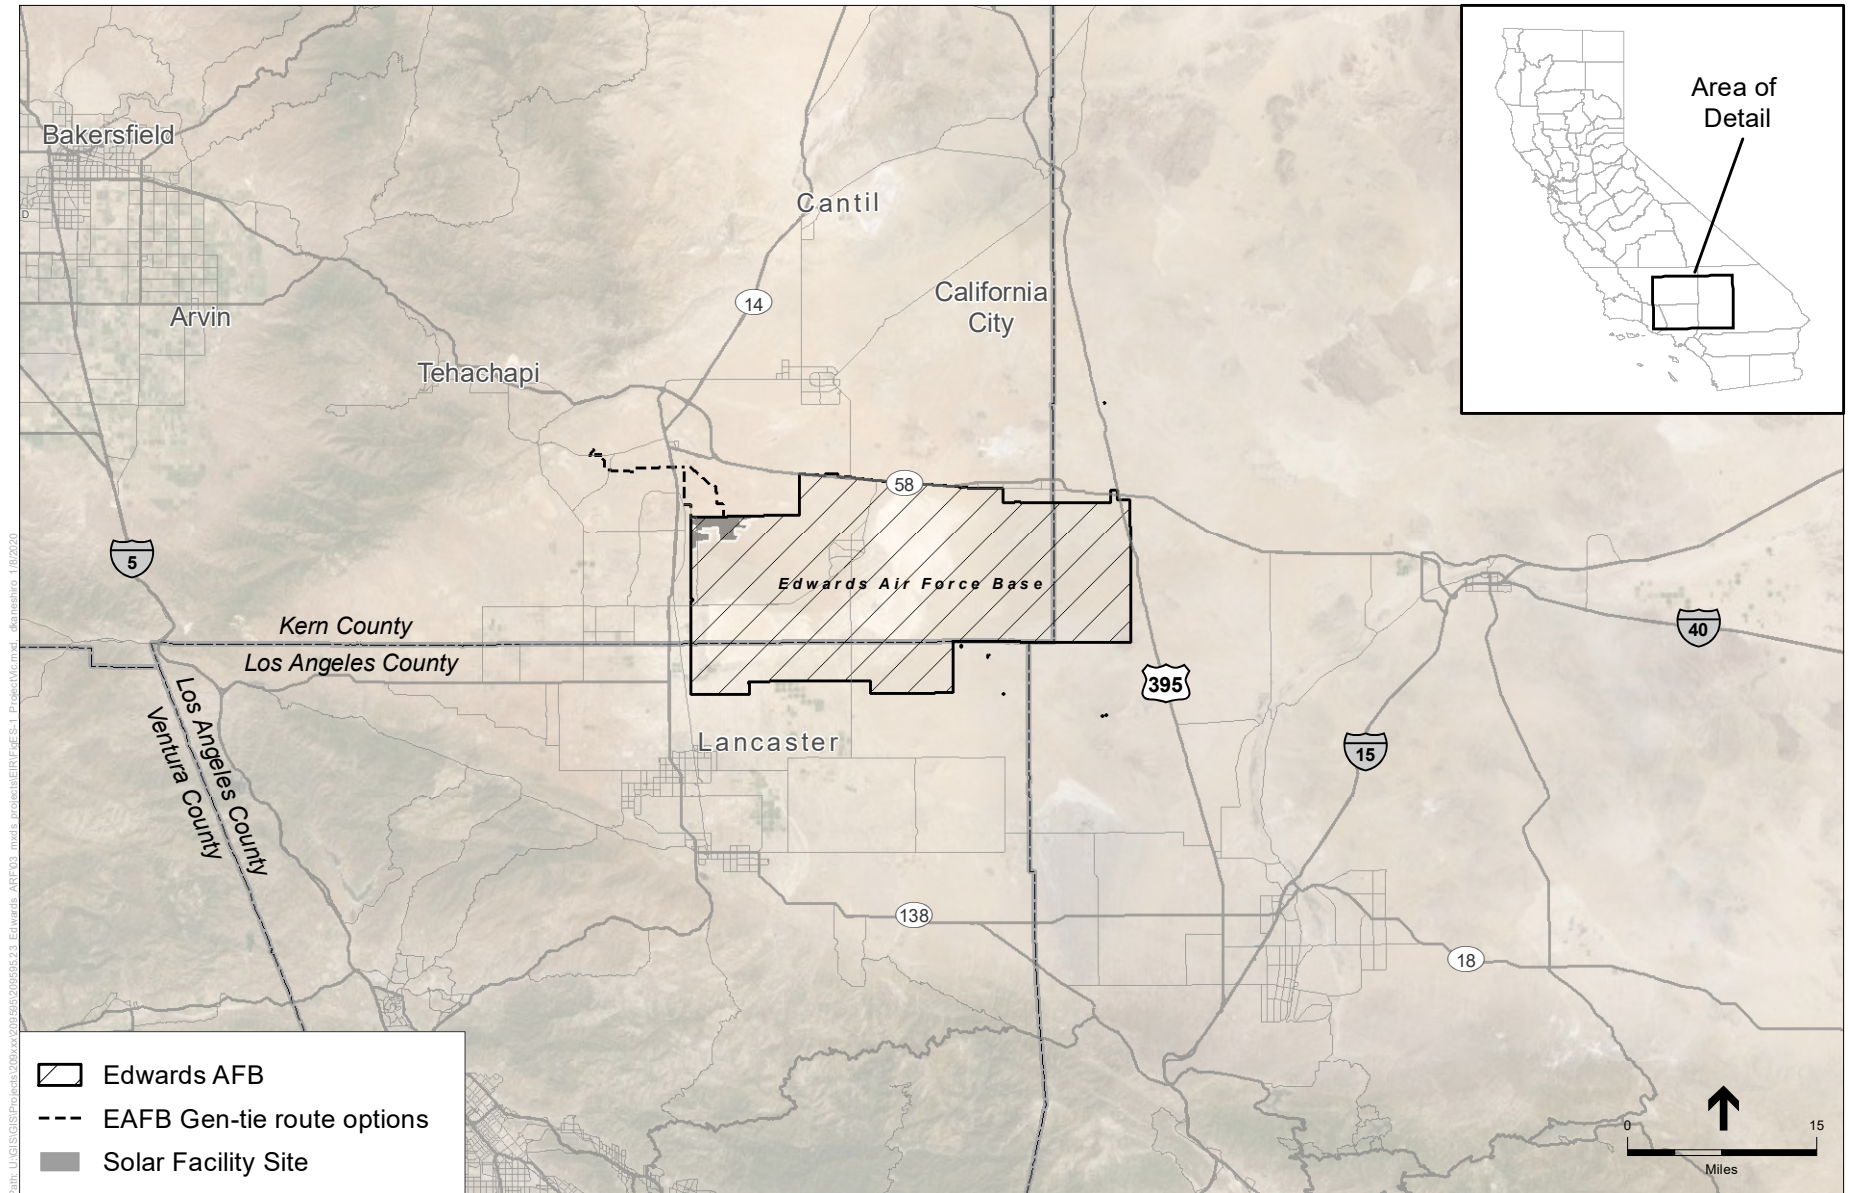 Area of
Detail
Bakersfield
D
Cantil
California
City
14
Arvin
Tehachapi
58
5
Edwards Air Force Base
Kern County
Los Angeles County
40
395
Los Angeles County
Ventura County
Lancaster
15
138
18
Edwards AFB
EAFB Gen-tie route options
Solar Facility Site
0 15
Miles